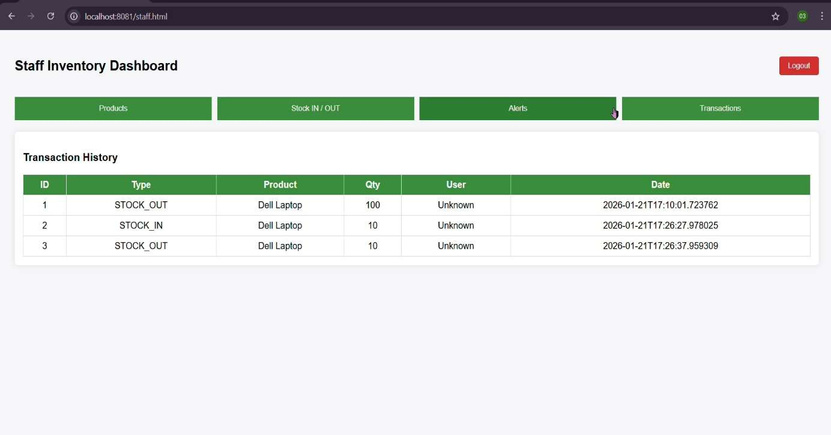 localhost:8081/staff.html
03
Staff Inventory Dashboard
Logout
Products Stock IN / OUT Alerts Transactions
Transaction History
ID Type Product Qty User Date
1 STOCK_OUT Dell Laptop 100 Unknown 2026-01-21T17:10:01.723762
2 STOCK_IN Dell Laptop 10 Unknown 2026-01-21T17:26:27.978025
3 STOCK_OUT Dell Laptop 10 Unknown 2026-01-21T17:26:37.959309